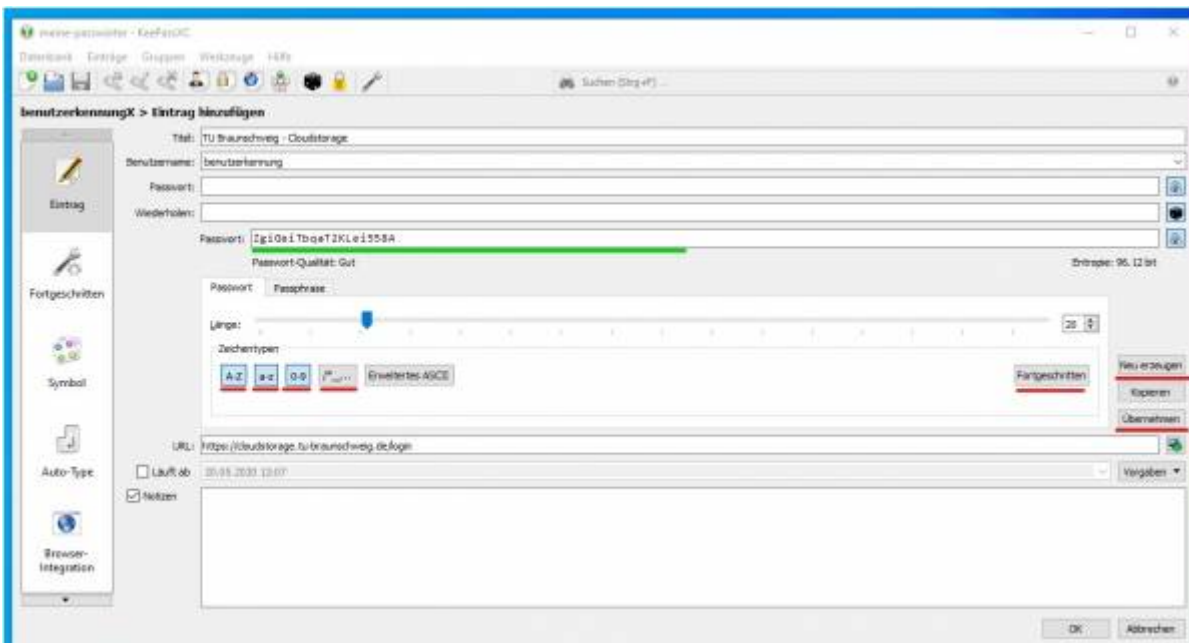 meine-passwörter - KeePassXC
Datenbank Einträge Gruppen Werkzeuge Hilfe
Suchen (Strg+F) ...
benutzerkennungX > Eintrag hinzufügen
Titel: TU Braunschweig - Cloudstorage
Benutzername: benutzerkennung
Passwort:
Wiederholen:
Passwort:
Passwort-Qualität: Gut
Entropie: 96.12 bit
Passwort Passphrase
Länge:
Zeichentypen
A-Z a-z 0-9 Erweitertes ASCII Fortgeschritten
Neu erzeugen
Kopieren
Übernehmen
URL: https://cloudstorage.tu-braunschweig.de/login
Läuft ab
Vorgaben
Notizen
Eintrag
Fortgeschritten
Symbol
Auto-Type
Browser-
Integration
OK Abbrechen